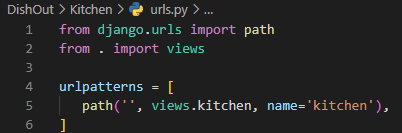 DishOut > Kitchen > urls.py > ...
1 from django.urls import path
2 from . import views
3
4 urlpatterns = [
5     path('', views.kitchen, name='kitchen'),
6 ]